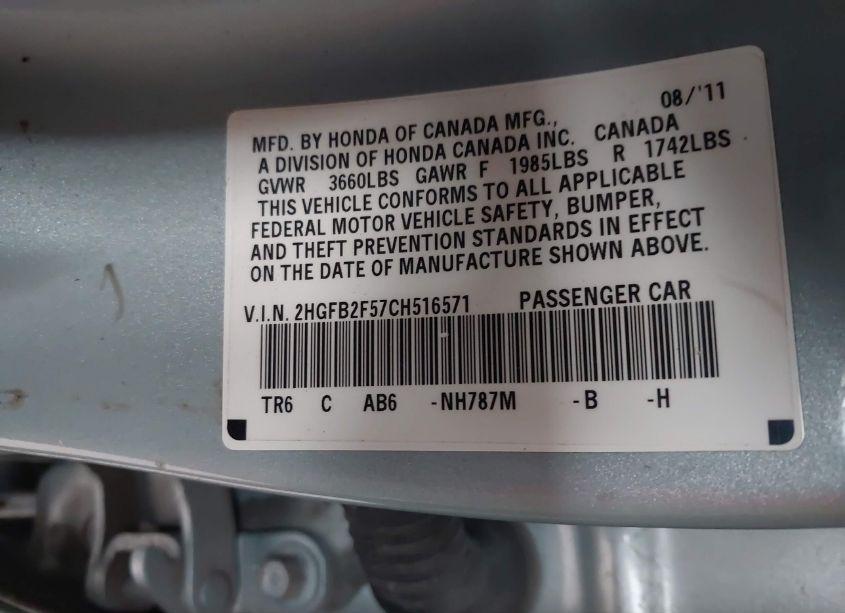 08/'11
MFD. BY HONDA OF CANADA MFG.,
A DIVISION OF HONDA CANADA INC. CANADA
GVWR 3660LBS GAWR F 1985LBS R 1742LBS
THIS VEHICLE CONFORMS TO ALL APPLICABLE
FEDERAL MOTOR VEHICLE SAFETY, BUMPER,
AND THEFT PREVENTION STANDARDS IN EFFECT
ON THE DATE OF MANUFACTURE SHOWN ABOVE.
V.I.N. 2HGFB2F57CH516571 PASSENGER CAR
TR6 C AB6 -NH787M -B -H